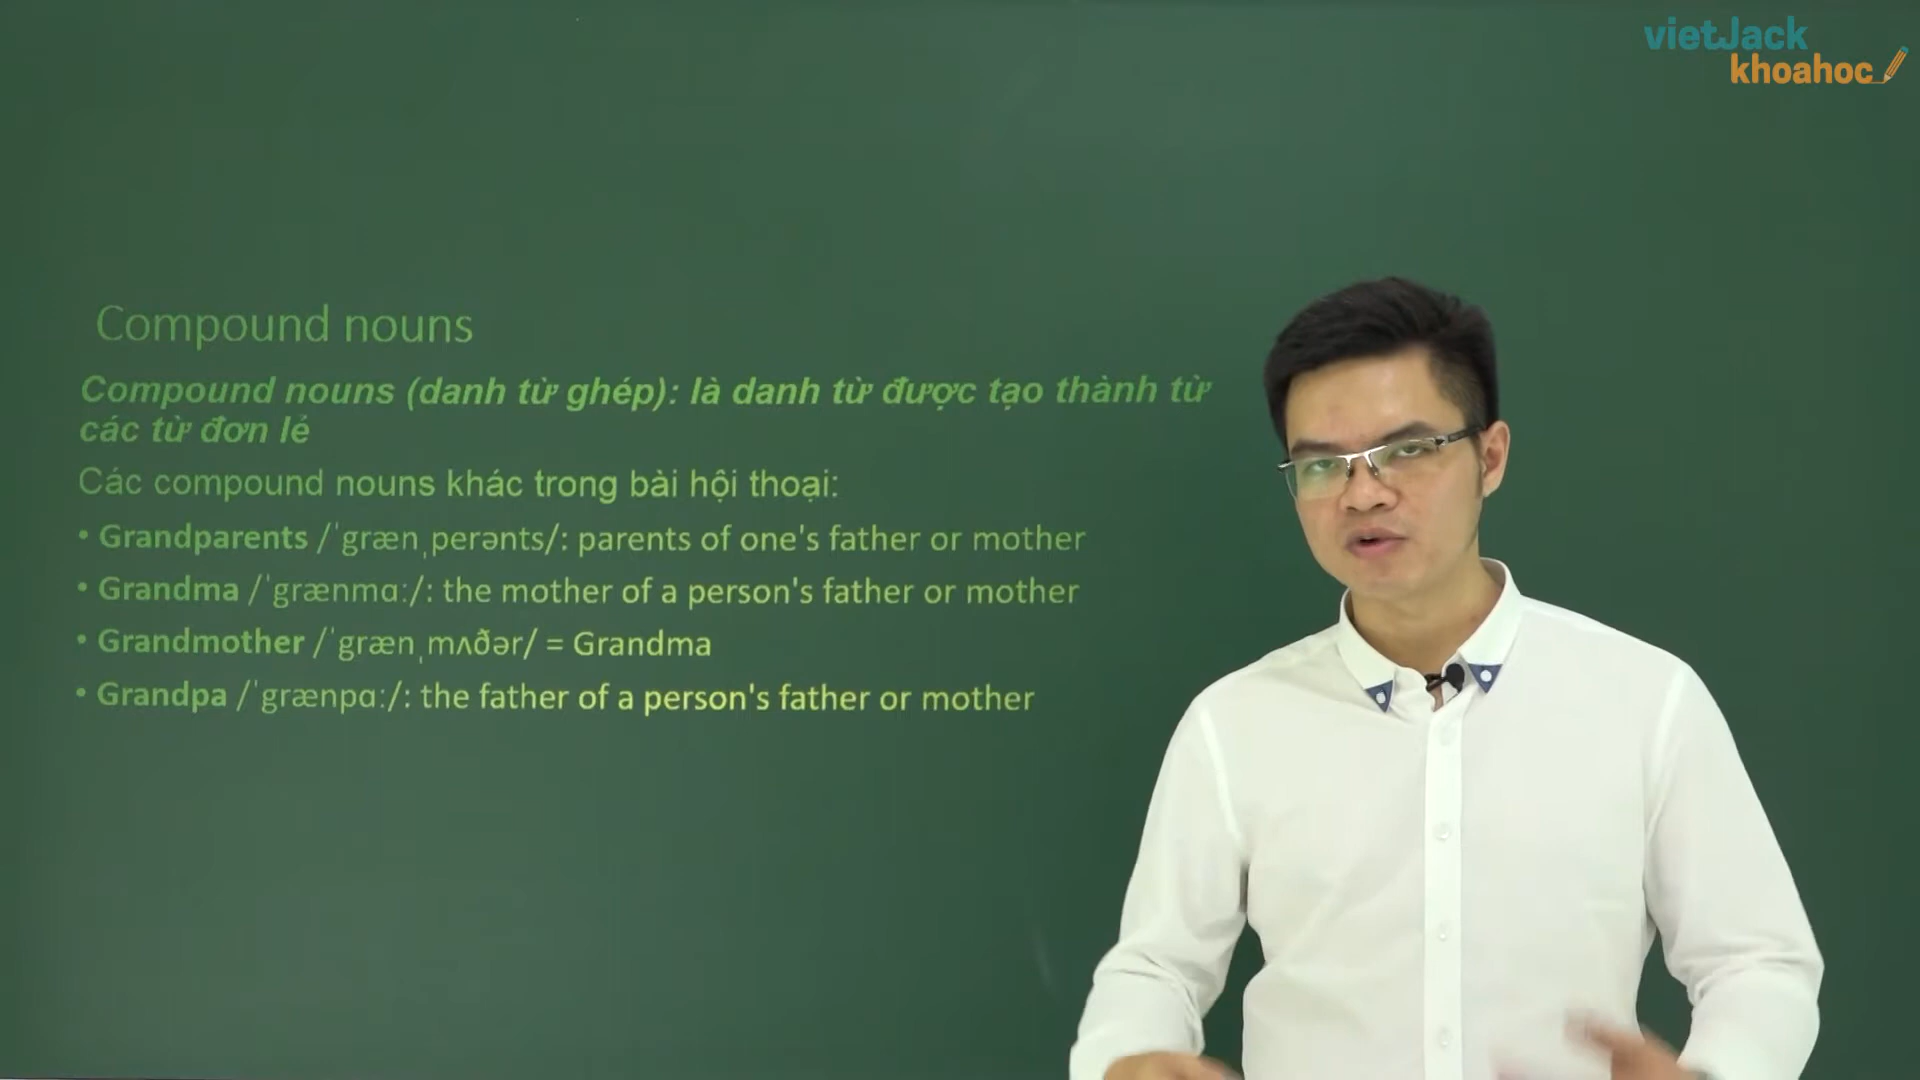 vietJack
khoahoc
Compound nouns
Compound nouns (danh từ ghép): là danh từ được tạo thành từ
các từ đơn lẻ
Các compound nouns khác trong bài hội thoại:
• Grandparents /ˈɡrænˌperənts/: parents of one's father or mother
• Grandma /ˈɡrænmɑː/: the mother of a person's father or mother
• Grandmother /ˈɡrænˌmʌðər/ = Grandma
• Grandpa /ˈɡrænpɑː/: the father of a person's father or mother